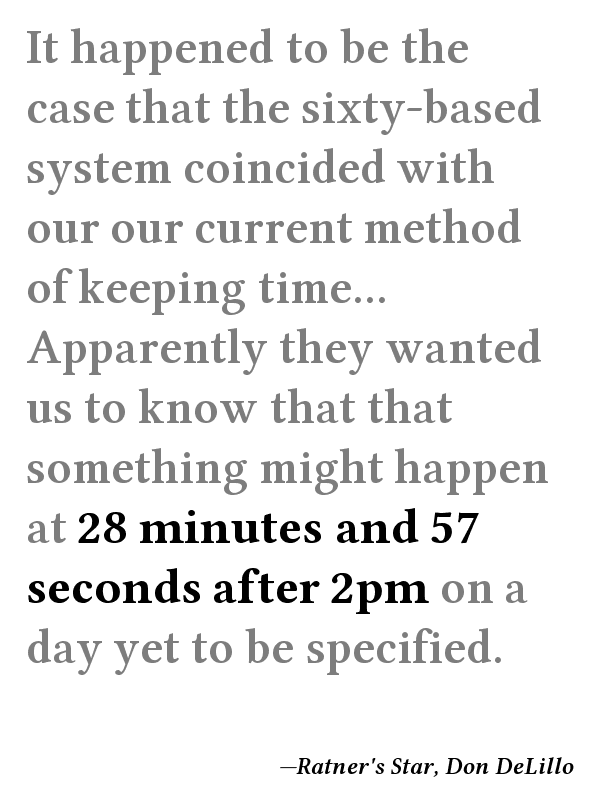 It happened to be the
case that the sixty-based
system coincided with
our our current method
of keeping time...
Apparently they wanted
us to know that that
something might happen
at 28 minutes and 57
seconds after 2pm on a
day yet to be specified.
—Ratner's Star, Don DeLillo